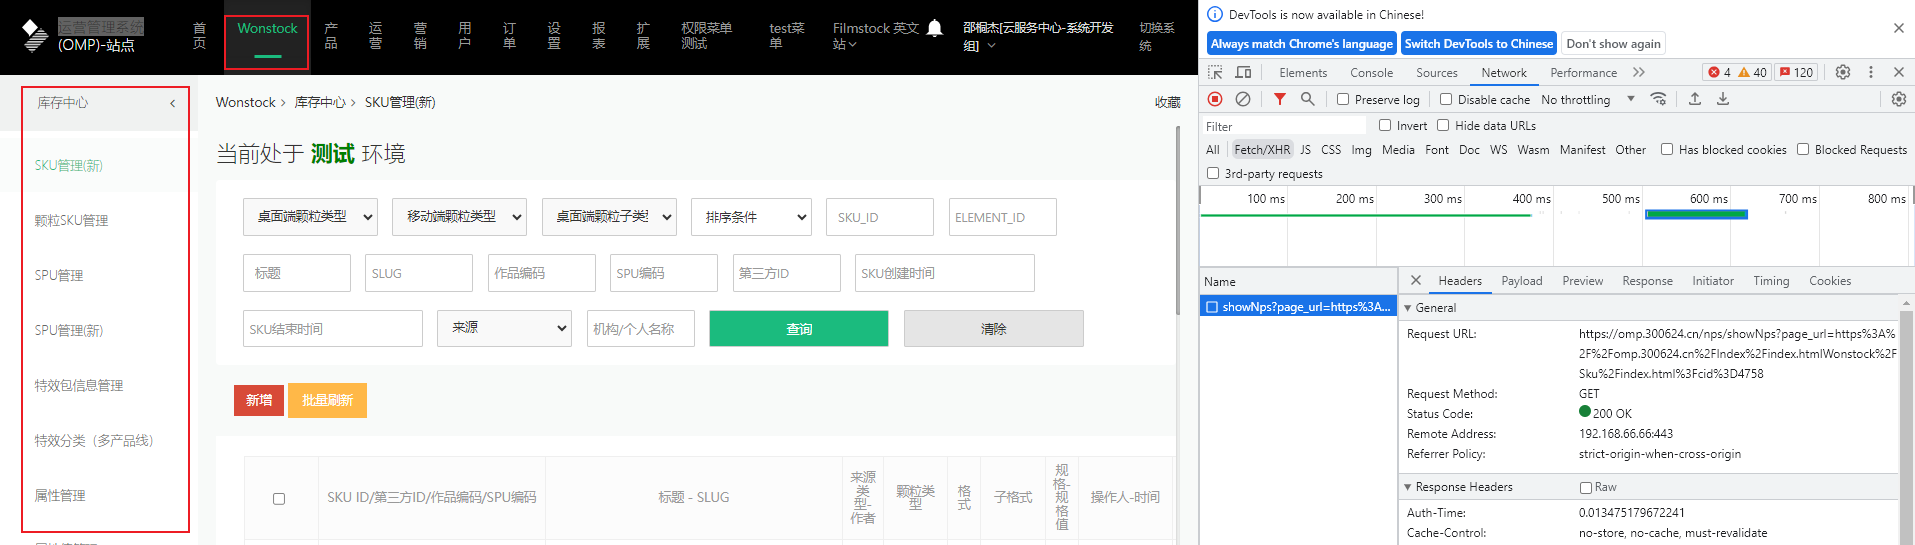 运营管理系统
(OMP)-站点
首页
Wonstock
产品
运营
营销
用户
订单
设置
报表
扩展
权限菜单测试
test菜单
Filmstock 英文站
邵桐杰[云服务中心-系统开发组]
切换系统
库存中心
SKU管理(新)
颗粒SKU管理
SPU管理
SPU管理(新)
特效包信息管理
特效分类（多产品线）
属性管理
Wonstock > 库存中心 > SKU管理(新)
收藏
当前处于 测试 环境
桌面端颗粒类型
移动端颗粒类型
桌面端颗粒子类型
排序条件
SKU_ID
ELEMENT_ID
标题
SLUG
作品编码
SPU编码
第三方ID
SKU创建时间
SKU结束时间
来源
机构/个人名称
查询
清除
新增
批量刷新
SKU ID/第三方ID/作品编码/SPU编码
标题 - SLUG
来源类型-作者
颗粒类型
格式
子格式
规格-规格值
操作人-时间
DevTools is now available in Chinese!
Always match Chrome's language
Switch DevTools to Chinese
Don't show again
Elements
Console
Sources
Network
Performance
4
40
120
Preserve log
Disable cache
No throttling
Filter
Invert
Hide data URLs
All
Fetch/XHR
JS
CSS
Img
Media
Font
Doc
WS
Wasm
Manifest
Other
Has blocked cookies
Blocked Requests
3rd-party requests
100 ms
200 ms
300 ms
400 ms
500 ms
600 ms
700 ms
800 ms
Name
showNps?page_url=https%3A...
Headers
Payload
Preview
Response
Initiator
Timing
Cookies
General
Request URL:
https://omp.300624.cn/nps/showNps?page_url=https%3A%
2F%2Fomp.300624.cn%2FIndex%2Findex.htmlWonstock%2F
Sku%2Findex.html%3Fcid%3D4758
Request Method:
GET
Status Code:
200 OK
Remote Address:
192.168.66.66:443
Referrer Policy:
strict-origin-when-cross-origin
Response Headers
Raw
Auth-Time:
0.013475179672241
Cache-Control:
no-store, no-cache, must-revalidate